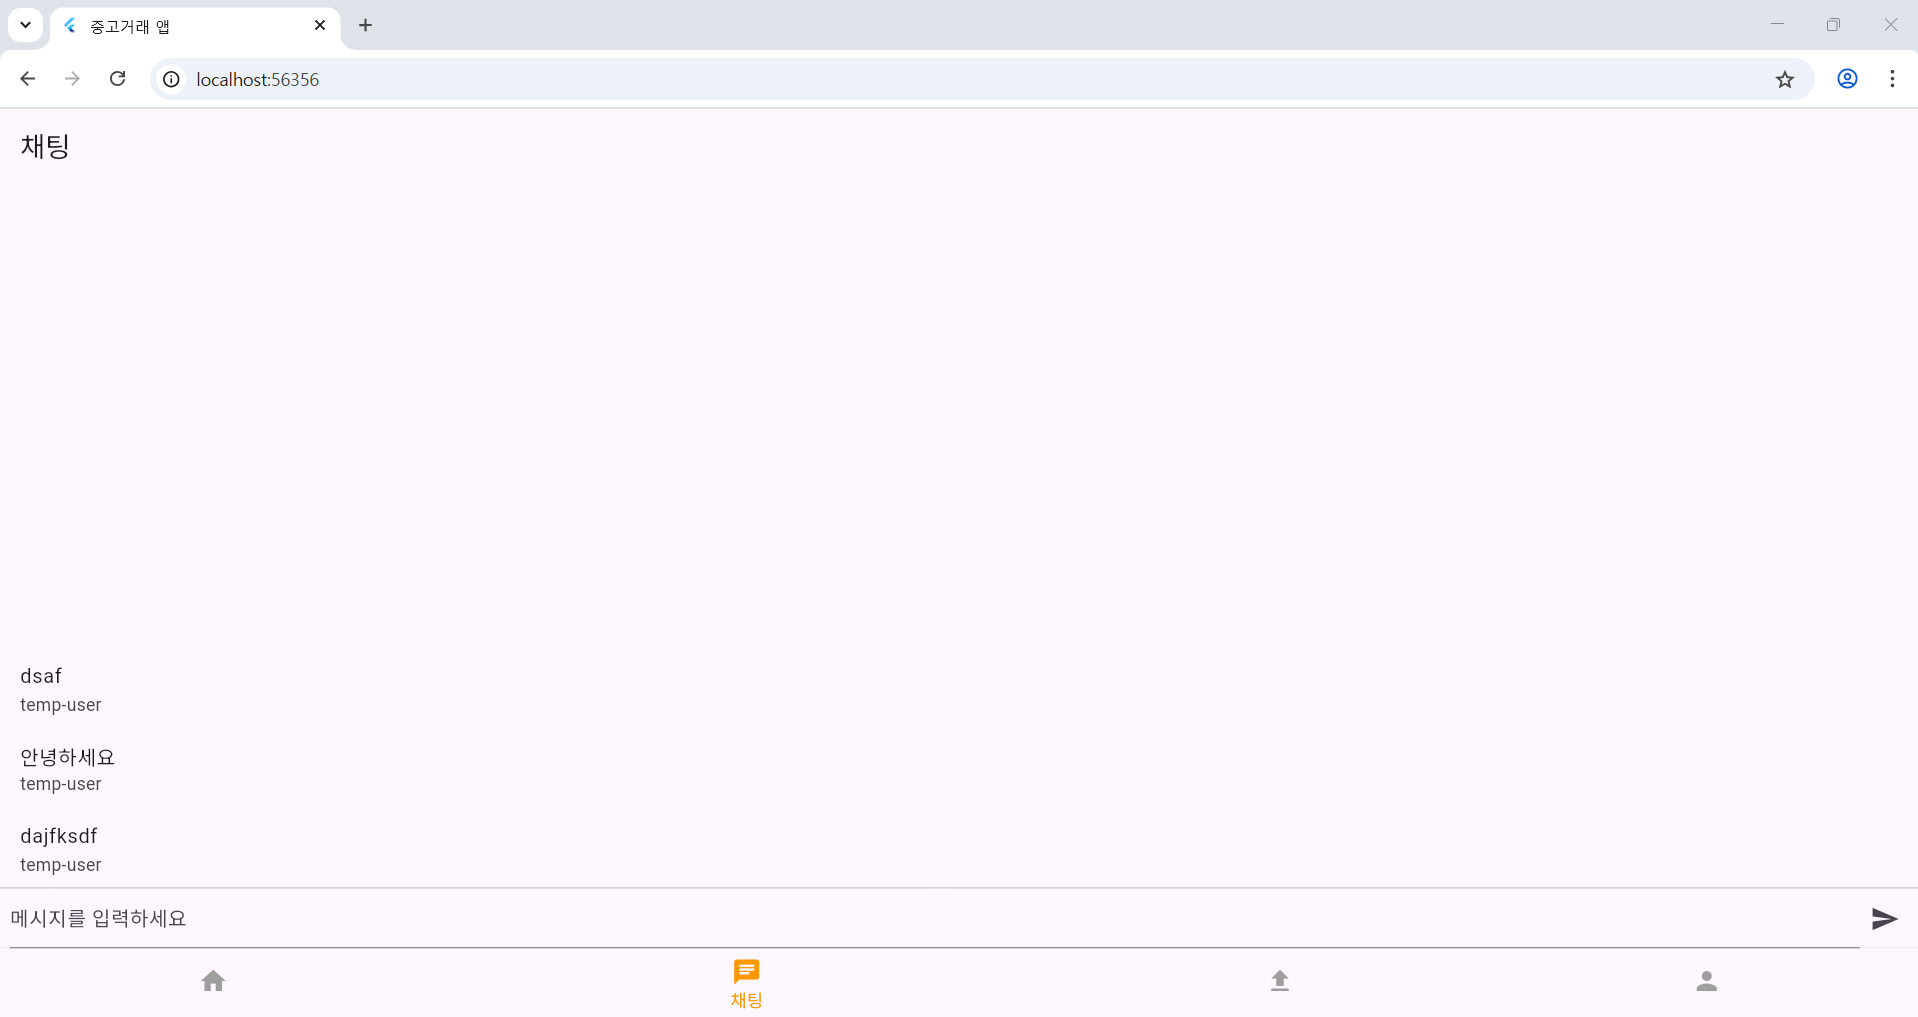 중고거래 앱
localhost:56356
채팅
dsaf
temp-user
안녕하세요
temp-user
dajfksdf
temp-user
메시지를 입력하세요
채팅